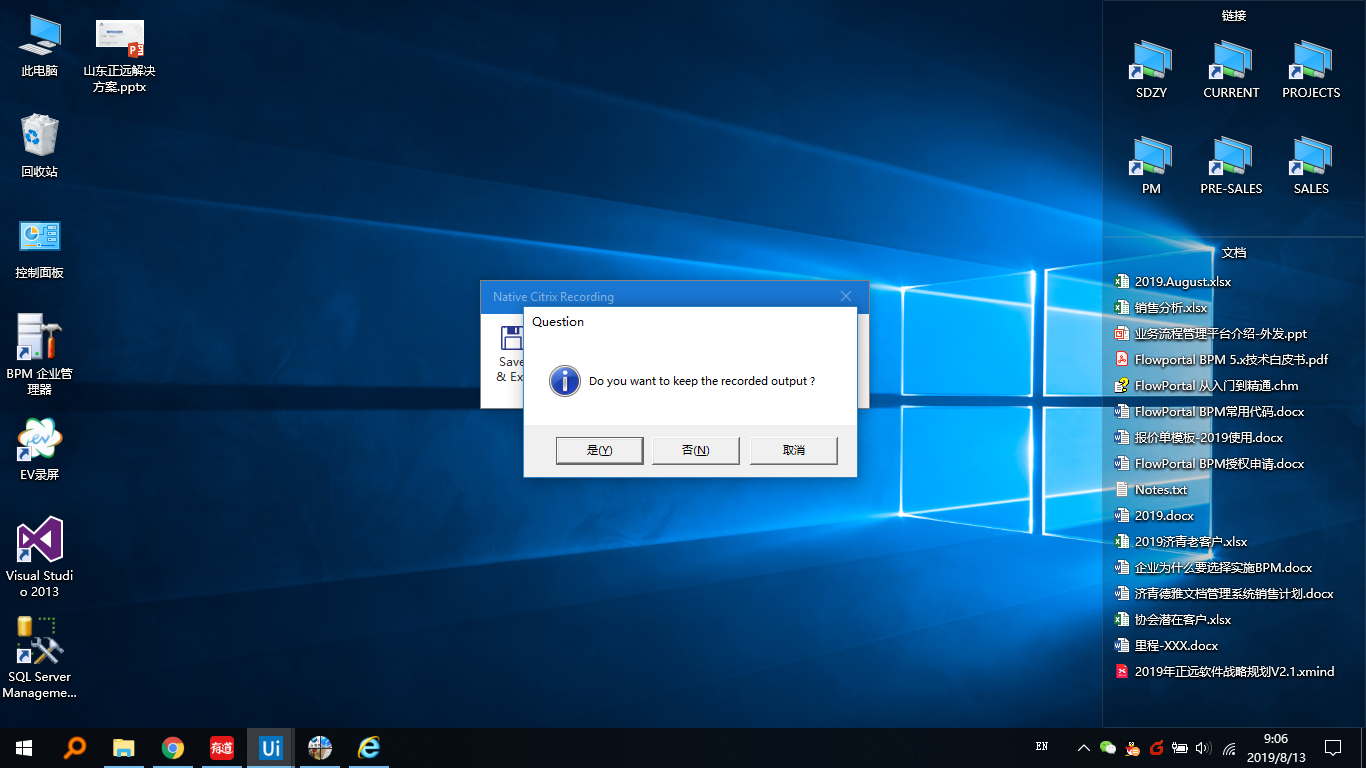 此电脑
山东正远解决
方案.pptx
回收站
控制面板
BPM 企业管
理器
EV录屏
Visual Studi
o 2013
SQL Server
Manageme...
Native Citrix Recording
Save
& Ex
Question
Do you want to keep the recorded output ?
是(Y)
否(N)
取消
链接
SDZY
CURRENT
PROJECTS
PM
PRE-SALES
SALES
文档
2019.August.xlsx
销售分析.xlsx
业务流程管理平台介绍-外发.ppt
Flowportal BPM 5.x技术白皮书.pdf
FlowPortal 从入门到精通.chm
FlowPortal BPM常用代码.docx
报价单模板-2019使用.docx
FlowPortal BPM授权申请.docx
Notes.txt
2019.docx
2019济青老客户.xlsx
企业为什么要选择实施BPM.docx
济青德雅文档管理系统销售计划.docx
协会潜在客户.xlsx
里程-XXX.docx
2019年正远软件战略规划V2.1.xmind
有道
Ui
EN
9:06
2019/8/13